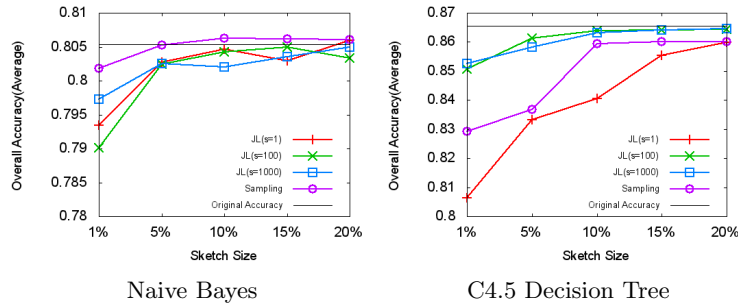 Overall Accuracy(Average)
0.81
0.805
0.8
0.795
0.79
0.785
0.78
JL(s=1)
JL(s=100)
JL(s=1000)
Sampling
Original Accuracy
1% 5% 10% 15% 20%
Sketch Size
Naive Bayes
Overall Accuracy(Average)
0.87
0.86
0.85
0.84
0.83
0.82
0.81
0.8
JL(s=1)
JL(s=100)
JL(s=1000)
Sampling
Original Accuracy
1% 5% 10% 15% 20%
Sketch Size
C4.5 Decision Tree